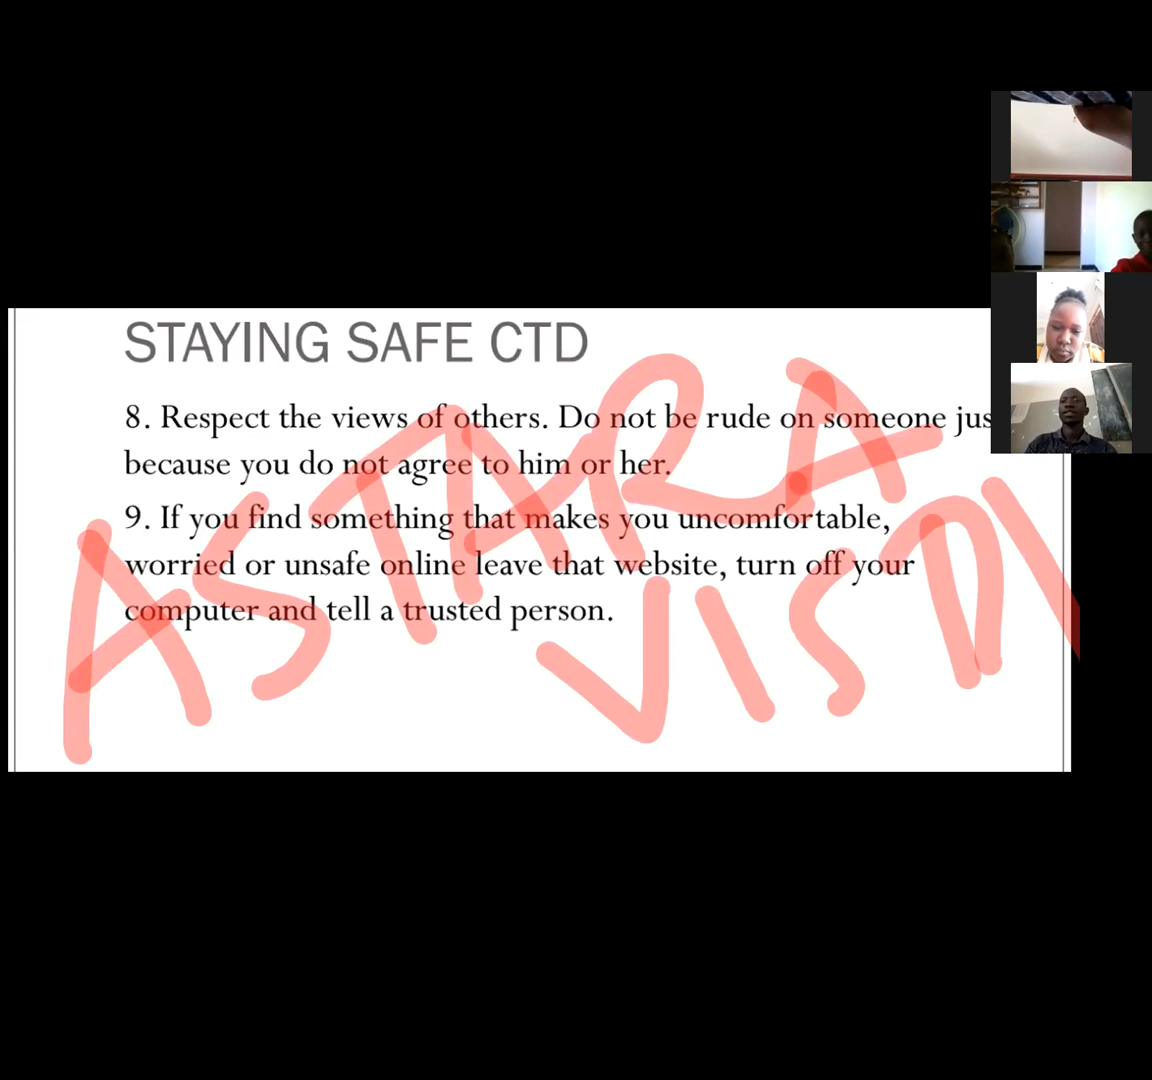 STAYING SAFE CTD
8. Respect the views of others. Do not be rude on someone jus
because you do not agree to him or her.
9. If you find something that makes you uncomfortable,
worried or unsafe online leave that website, turn off your
computer and tell a trusted person.
ASTARA
VISDI